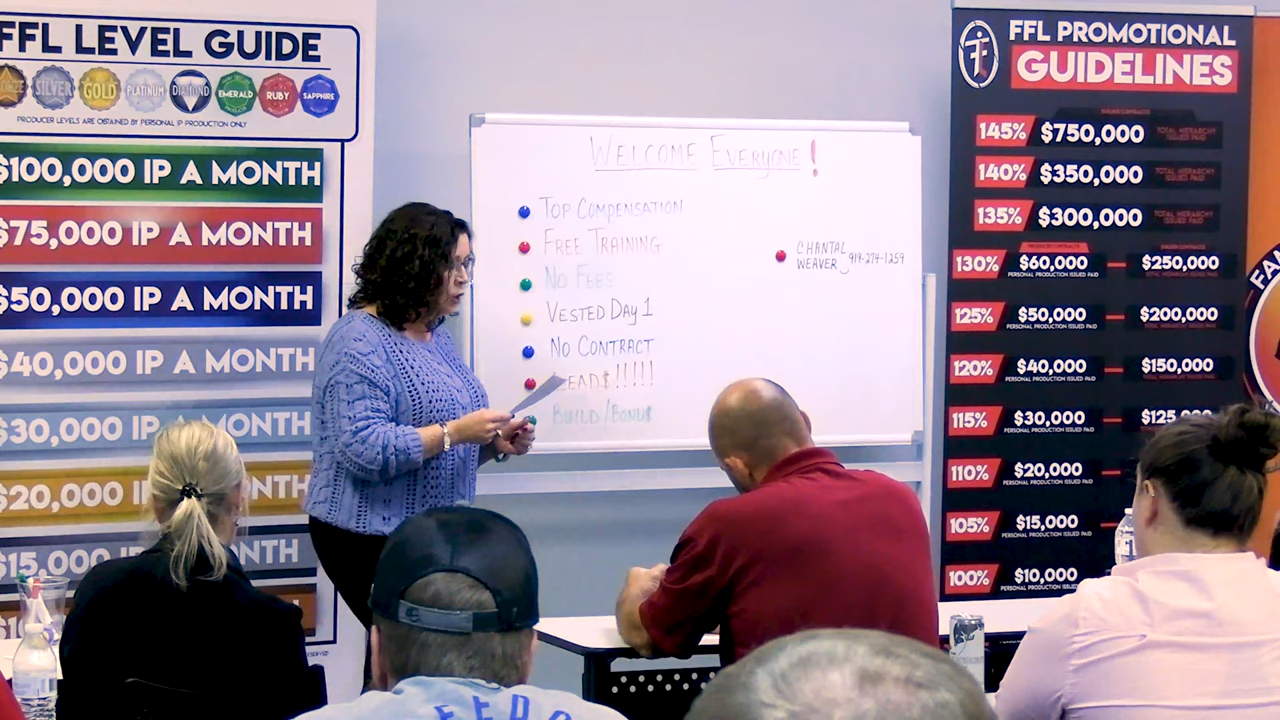 FFL LEVEL GUIDE
SILVER GOLD PLATINUM DIAMOND EMERALD RUBY SAPPHIRE
PRODUCER LEVELS ARE OBTAINED BY PERSONAL IP PRODUCTION ONLY
$100,000 IP A MONTH
$75,000 IP A MONTH
$50,000 IP A MONTH
$40,000 IP A MONTH
$30,000 IP A MONTH
$20,000 NTH
$15,000 IP NTH
WELCOME EVERYONE!
TOP COMPENSATION
FREE TRAINING
NO FEES
VESTED DAY 1
NO CONTRACT
EAD$!!!!!
BUILD/BONU$
CHANTAL
WEAVER 919-274-1259
FFL PROMOTIONAL
GUIDELINES
145% $750,000 TOTAL HIERARCHY ISSUED PAID
140% $350,000 TOTAL HIERARCHY ISSUED PAID
135% $300,000 TOTAL HIERARCHY ISSUED PAID
130% $60,000 PERSONAL PRODUCTION ISSUED PAID — $250,000
125% $50,000 PERSONAL PRODUCTION ISSUED PAID — $200,000
120% $40,000 PERSONAL PRODUCTION ISSUED PAID — $150,000
115% $30,000 PERSONAL PRODUCTION ISSUED PAID — $125,000
110% $20,000 PERSONAL PRODUCTION ISSUED PAID
105% $15,000 PERSONAL PRODUCTION ISSUED PAID
100% $10,000 PERSONAL PRODUCTION ISSUED PAID